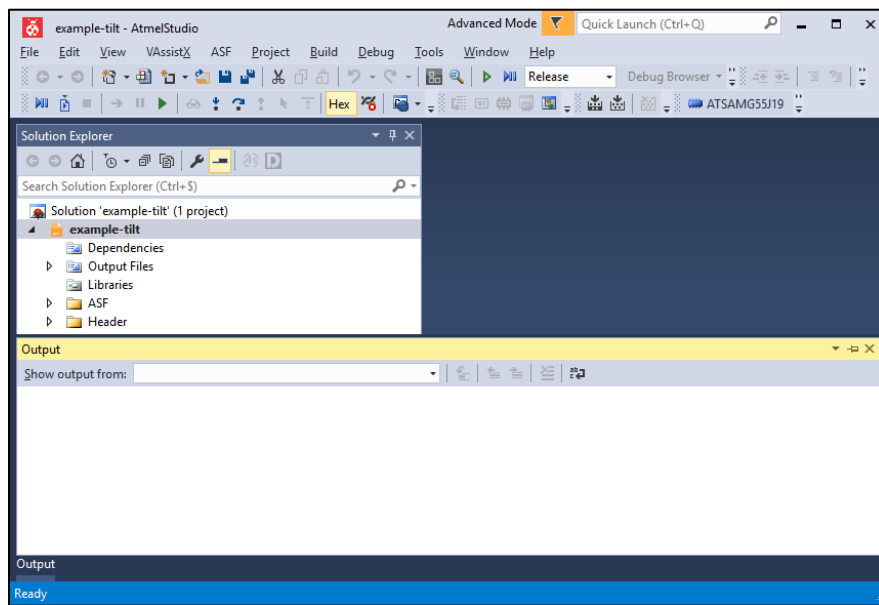 example-tilt - AtmelStudio
Advanced Mode
Quick Launch (Ctrl+Q)
File Edit View VAssistX ASF Project Build Debug Tools Window Help
Release
Debug Browser
Hex
ATSAMG55J19
Solution Explorer
Search Solution Explorer (Ctrl+$)
Solution 'example-tilt' (1 project)
example-tilt
Dependencies
Output Files
Libraries
ASF
Header
Output
Show output from:
Output
Ready